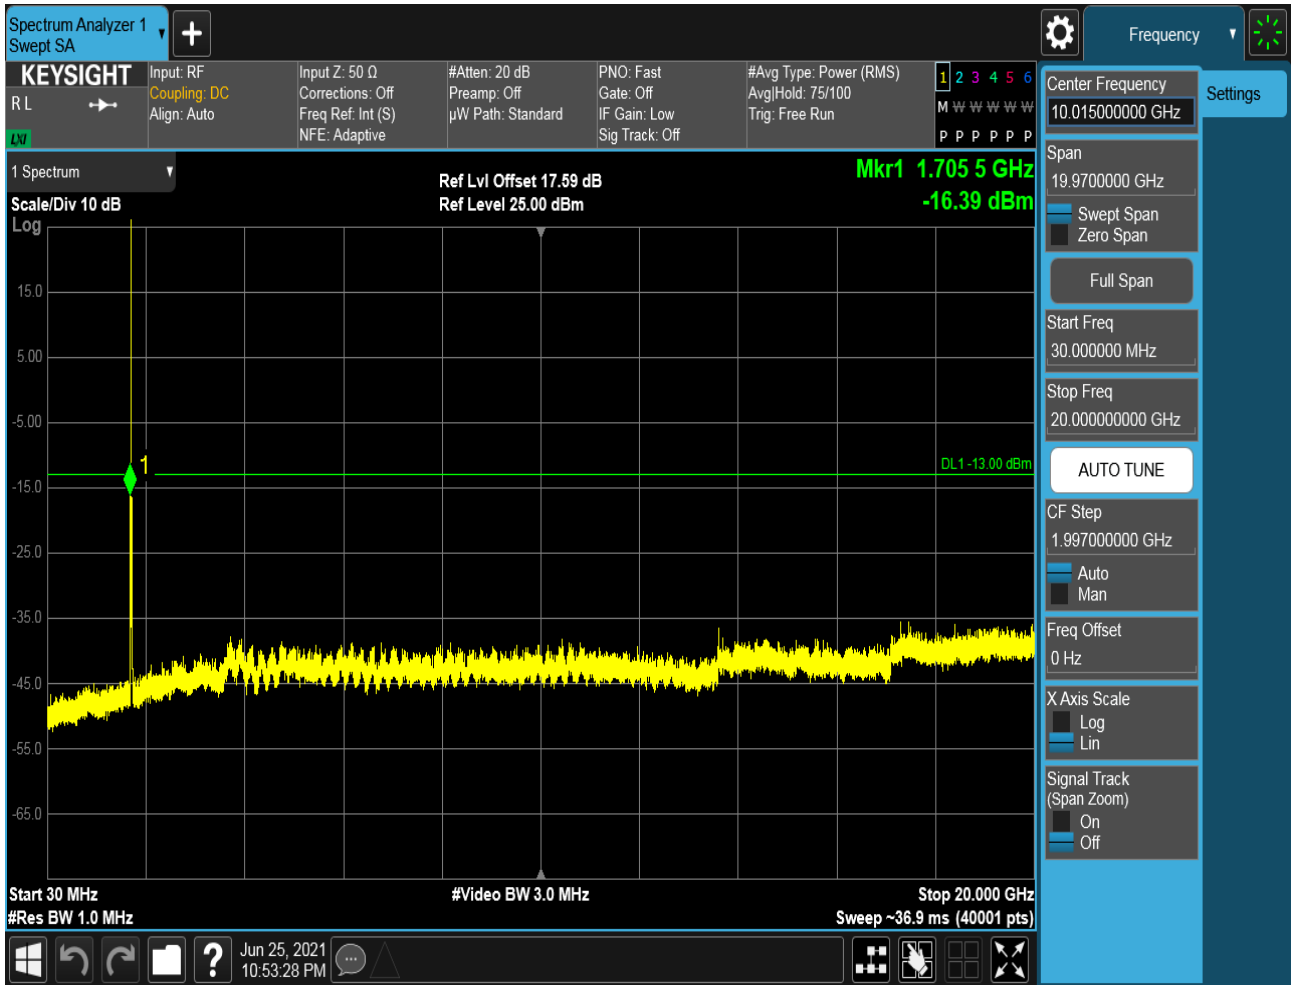 Spectrum Analyzer 1
Swept SA
Frequency
KEYSIGHT
R L
LXI
Input: RF
Coupling: DC
Align: Auto
Input Z: 50 Ω
Corrections: Off
Freq Ref: Int (S)
NFE: Adaptive
#Atten: 20 dB
Preamp: Off
µW Path: Standard
PNO: Fast
Gate: Off
IF Gain: Low
Sig Track: Off
#Avg Type: Power (RMS)
Avg|Hold: 75/100
Trig: Free Run
1 2 3 4 5 6
M W W W W W
P P P P P P
1 Spectrum
Scale/Div 10 dB
Log
Ref Lvl Offset 17.59 dB
Ref Level 25.00 dBm
Mkr1 1.705 5 GHz
-16.39 dBm
15.0
5.00
-5.00
1
DL1 -13.00 dBm
-15.0
-25.0
-35.0
-45.0
-55.0
-65.0
Start 30 MHz
#Res BW 1.0 MHz
#Video BW 3.0 MHz
Stop 20.000 GHz
Sweep ~36.9 ms (40001 pts)
Center Frequency
10.015000000 GHz
Settings
Span
19.9700000 GHz
Swept Span
Zero Span
Full Span
Start Freq
30.000000 MHz
Stop Freq
20.000000000 GHz
AUTO TUNE
CF Step
1.997000000 GHz
Auto
Man
Freq Offset
0 Hz
X Axis Scale
Log
Lin
Signal Track
(Span Zoom)
On
Off
?
Jun 25, 2021
10:53:28 PM